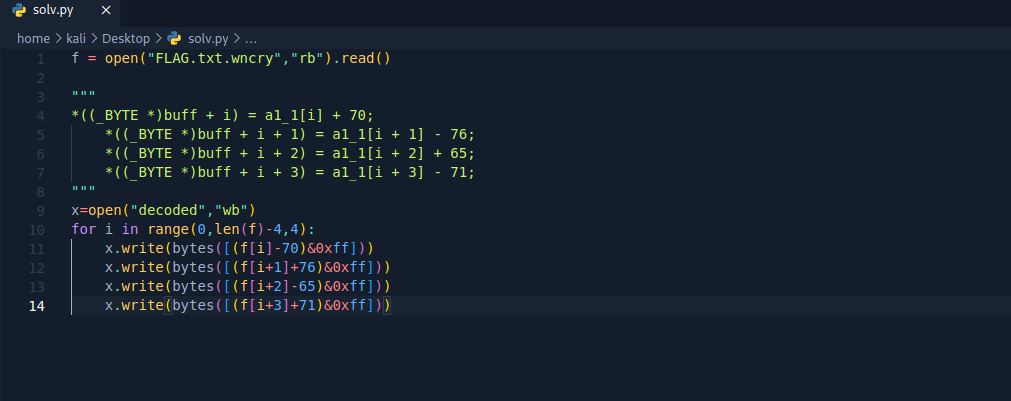 solv.py ×
home > kali > Desktop > solv.py > ...
1 f = open("FLAG.txt.wncry","rb").read()
2
3 """
4 *((_BYTE *)buff + i) = a1_1[i] + 70;
5     *((_BYTE *)buff + i + 1) = a1_1[i + 1] - 76;
6     *((_BYTE *)buff + i + 2) = a1_1[i + 2] + 65;
7     *((_BYTE *)buff + i + 3) = a1_1[i + 3] - 71;
8 """
9 x=open("decoded","wb")
10 for i in range(0,len(f)-4,4):
11     x.write(bytes([(f[i]-70)&0xff]))
12     x.write(bytes([(f[i+1]+76)&0xff]))
13     x.write(bytes([(f[i+2]-65)&0xff]))
14     x.write(bytes([(f[i+3]+71)&0xff]))